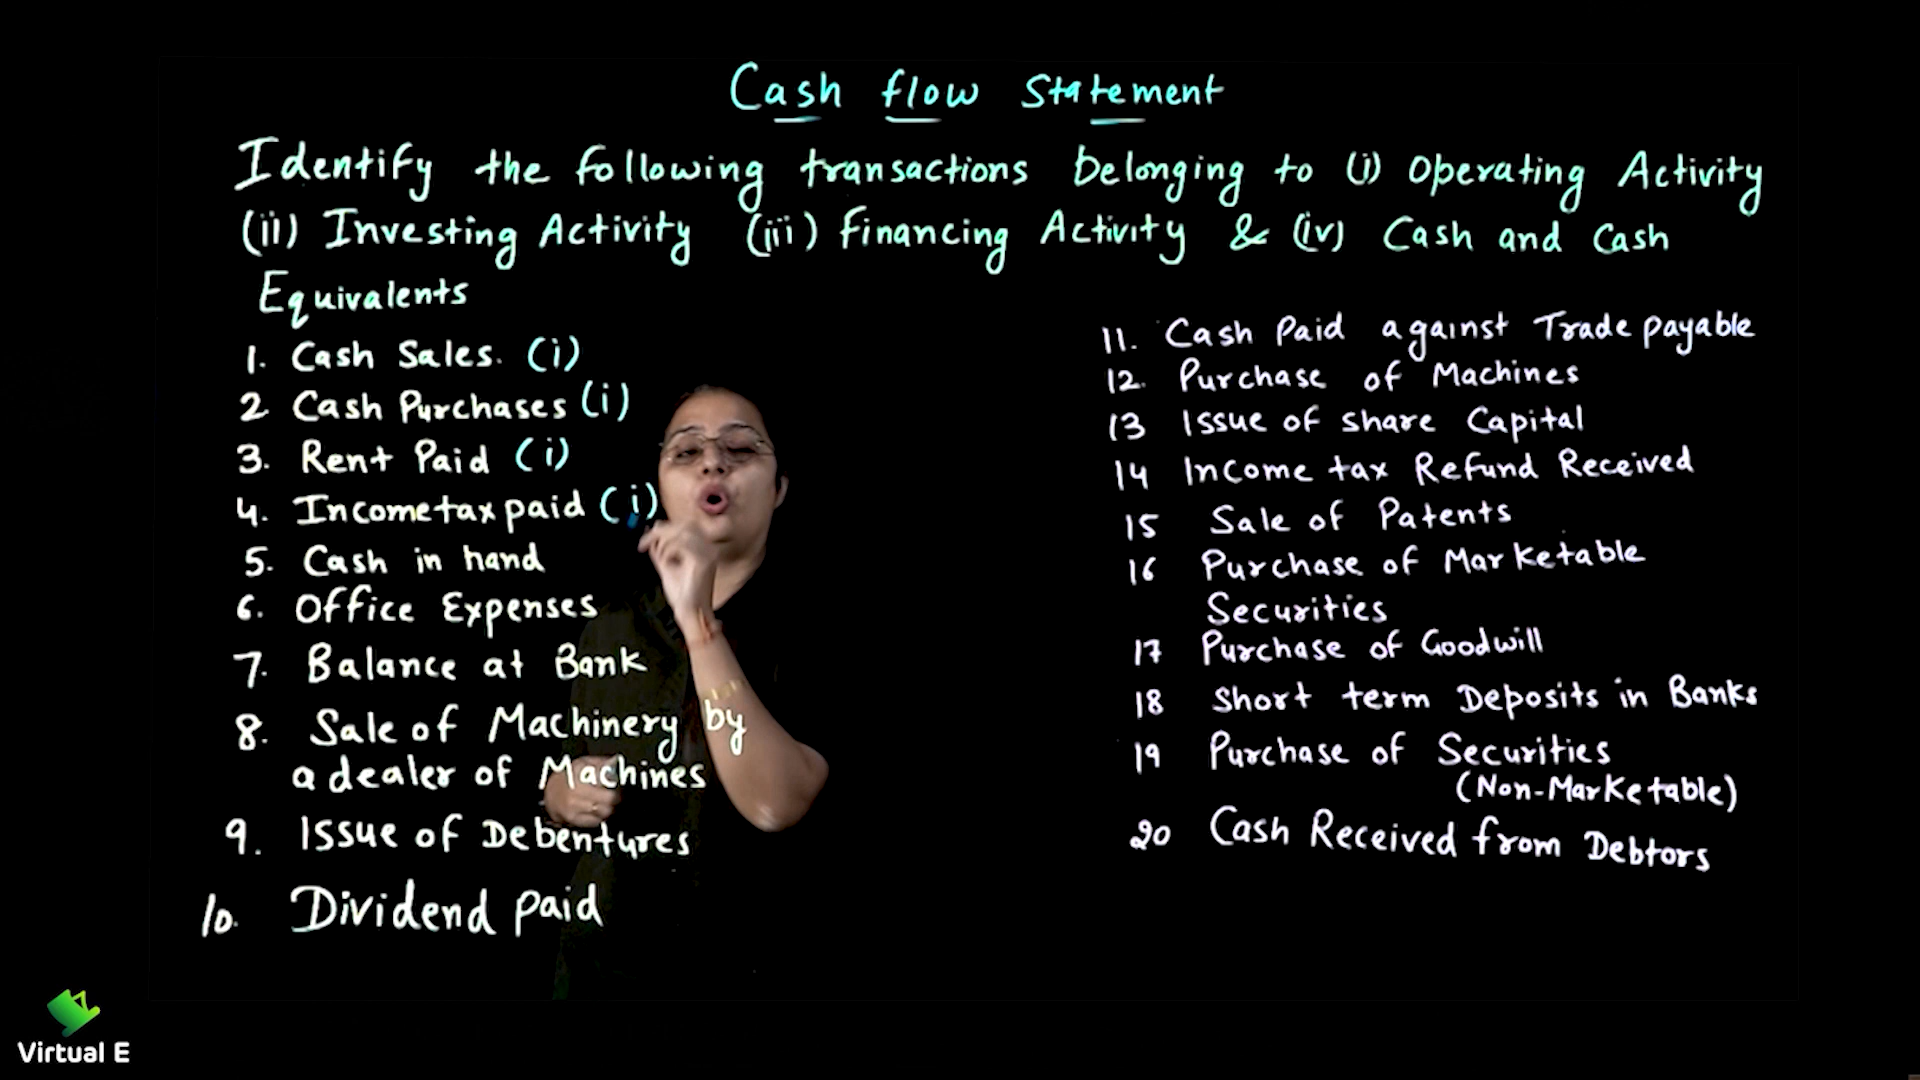 Cash flow Statement
Identify the following transactions belonging to (i) Operating Activity
(ii) Investing Activity (iii) Financing Activity & (iv) Cash and Cash
Equivalents
1. Cash Sales. (i)
2 Cash Purchases (i)
3. Rent Paid (i)
4. Incometax paid (i)
5. Cash in hand
6. Office Expenses
7. Balance at Bank
8. Sale of Machinery by
a dealer of Machines
9. Issue of Debentures
10. Dividend paid
11. Cash Paid against Trade payable
12. Purchase of Machines
13 Issue of share Capital
14 Income tax Refund Received
15 Sale of Patents
16 Purchase of Marketable
Securities
17 Purchase of Goodwill
18 Short term Deposits in Banks
19 Purchase of Securities
(Non-Marketable)
20 Cash Received from Debtors
Virtual E